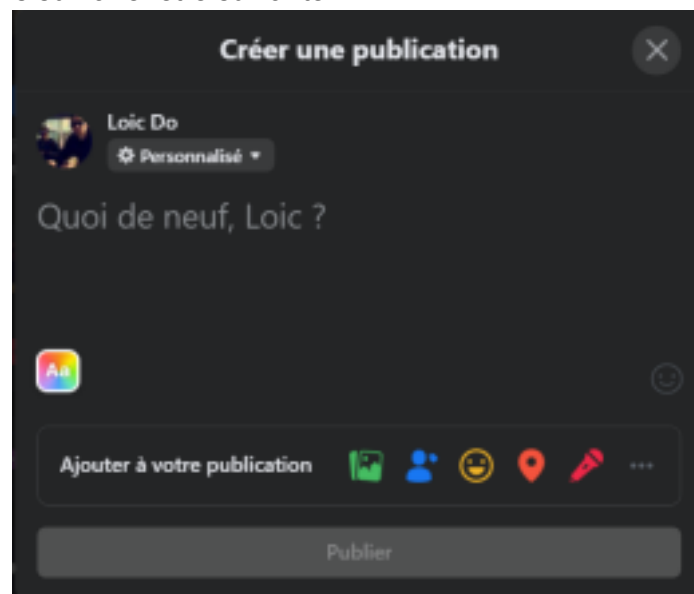 Créer une publication
Loic Do
Personnalisé
Quoi de neuf, Loic ?
Aa
Ajouter à votre publication
Publier